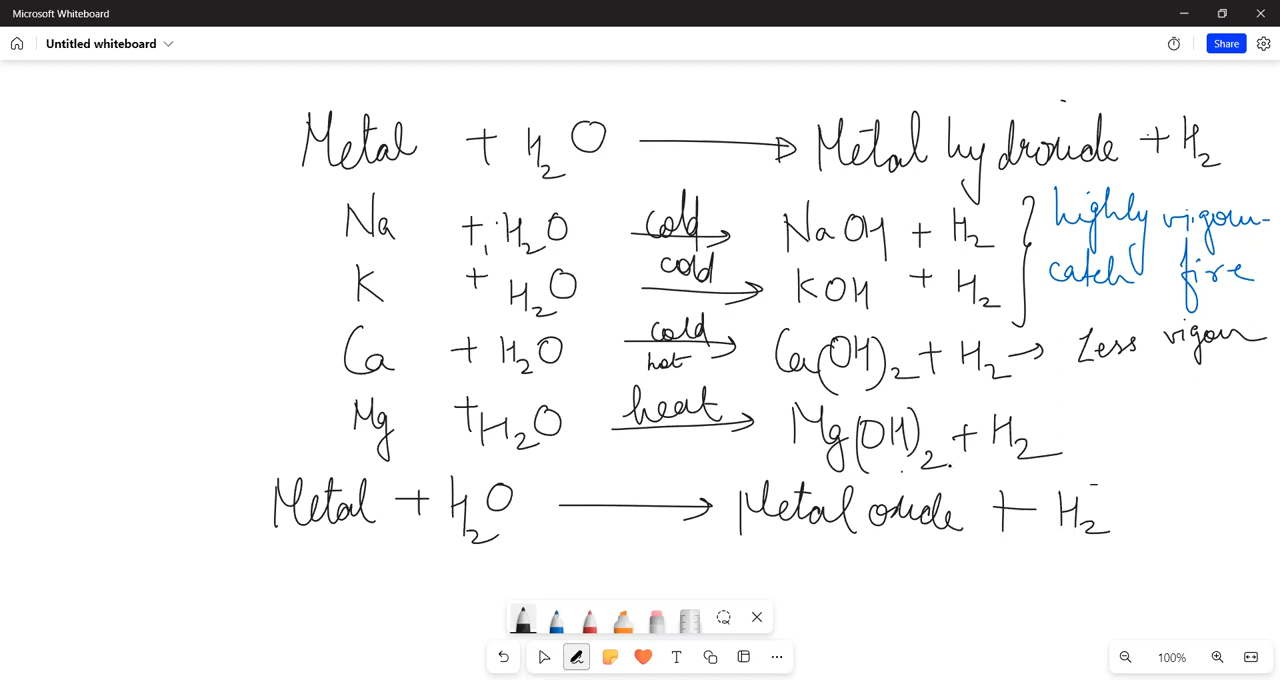 Microsoft Whiteboard
Untitled whiteboard
Share
Metal + H2O → Metal hydroxide + H2
Na + H2O cold → NaOH + H2 } highly vigour-
K + H2O cold → KOH + H2 catch fire
Ca + H2O cold hot → Ca(OH)2 + H2 → Less vigour
Mg + H2O heat → Mg(OH)2 + H2
Metal + H2O → Metal oxide + H2
T
100%